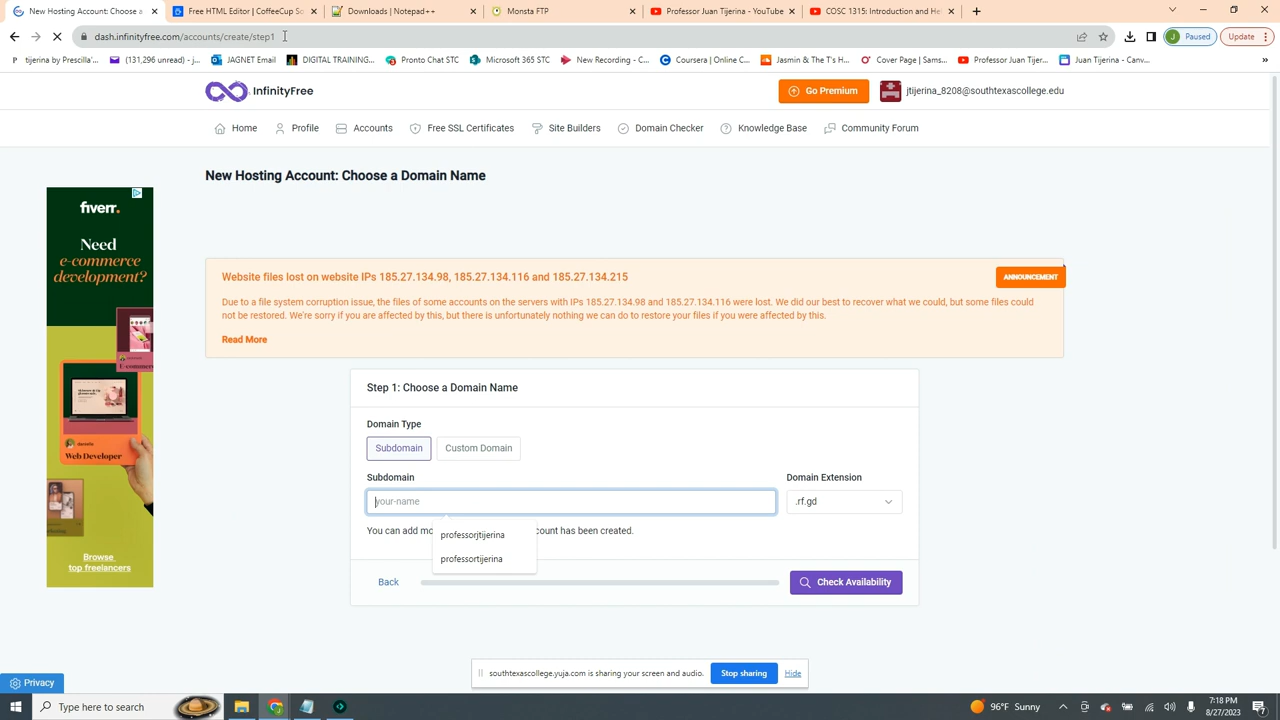 New Hosting Account: Choose a
Free HTML Editor | CoffeeCup S
Downloads | Notepad++
Monsta FTP
Professor Juan Tijerina - YouTube
COSC 1315: Introduction and He
dash.infinityfree.com/accounts/create/step1
Paused
Update
tijerina by Prescilla'...
(131,296 unread) - j...
JAGNET Email
DIGITAL TRAINING...
Pronto Chat STC
Microsoft 365 STC
New Recording - C...
Coursera | Online C...
Jasmin & The T's H...
Cover Page | Sams...
Professor Juan Tijer...
Juan Tijerina - Canv...
InfinityFree
Go Premium
jtijerina_8208@southtexascollege.edu
Home
Profile
Accounts
Free SSL Certificates
Site Builders
Domain Checker
Knowledge Base
Community Forum
New Hosting Account: Choose a Domain Name
fiverr.
Need
e-commerce
development?
danielle
Web Developer
Browse
top freelancers
Website files lost on website IPs 185.27.134.98, 185.27.134.116 and 185.27.134.215
ANNOUNCEMENT
Due to a file system corruption issue, the files of some accounts on the servers with IPs 185.27.134.98 and 185.27.134.116 were lost. We did our best to recover what we could, but some files could
not be restored. We're sorry if you are affected by this, but there is unfortunately nothing we can do to restore your files if you were affected by this.
Read More
Step 1: Choose a Domain Name
Domain Type
Subdomain
Custom Domain
Subdomain
Domain Extension
your-name
.rf.gd
You can add mo
count has been created.
professorjtijerina
professortijerina
Back
Check Availability
southtexascollege.yuja.com is sharing your screen and audio.
Stop sharing
Hide
Privacy
Type here to search
96°F Sunny
7:18 PM
8/27/2023